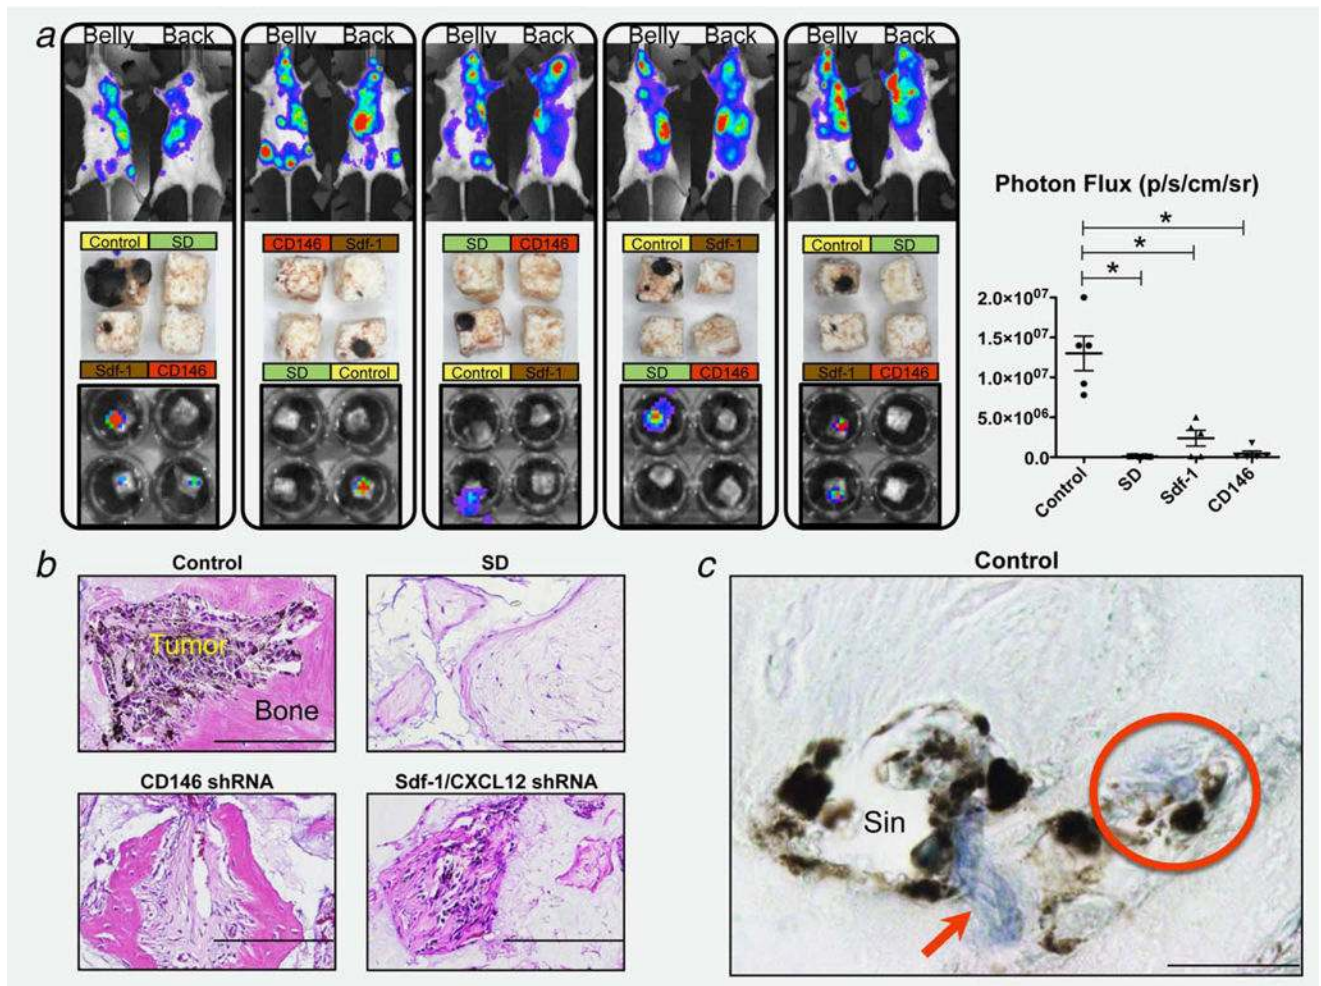 a
Belly Back
Belly Back
Belly Back
Belly Back
Belly Back
Control SD
CD146 Sdf-1
SD CD146
Control Sdf-1
Control SD
Sdf-1 CD146
SD Control
Control Sdf-1
SD CD146
Sdf-1 CD146
Photon Flux (p/s/cm/sr)
*
*
*
2.0×10⁰⁷
1.5×10⁰⁷
1.0×10⁰⁷
5.0×10⁰⁶
0.0
Control
SD
Sdf-1
CD146
b
Control
SD
Tumor
Bone
CD146 shRNA
Sdf-1/CXCL12 shRNA
c
Control
Sin